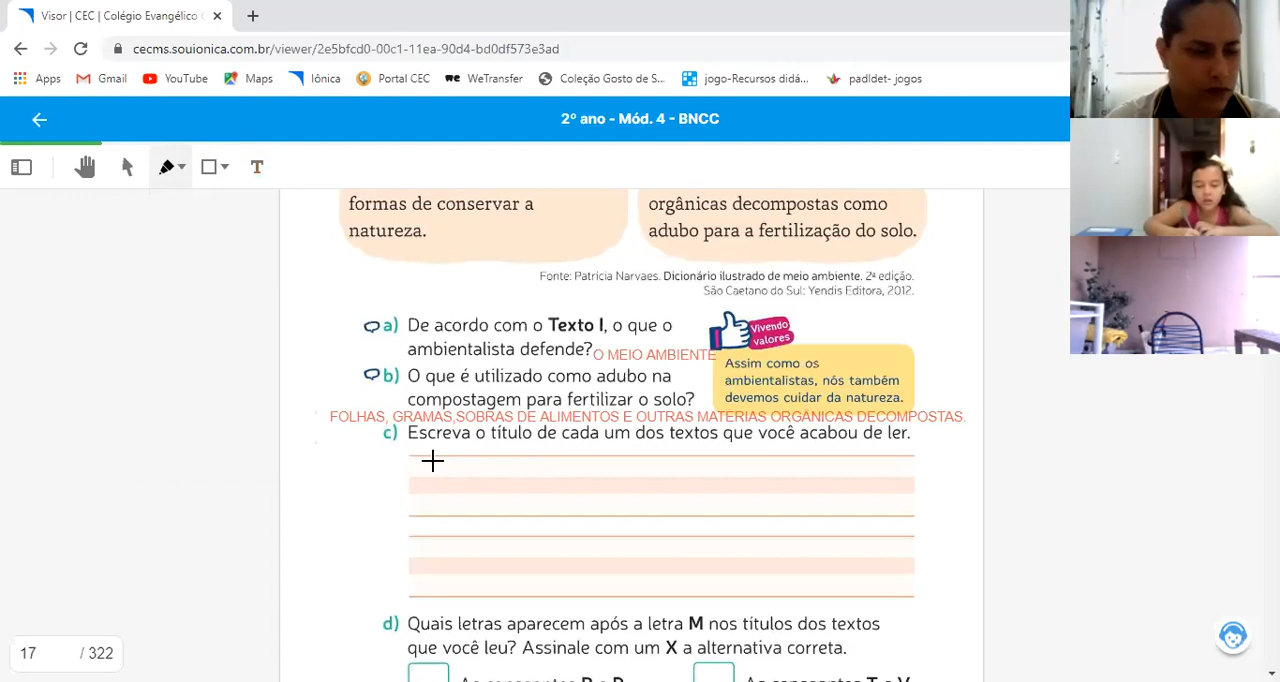 Visor | CEC | Colégio Evangélico
cecms.souionica.com.br/viewer/2e5bfcd0-00c1-11ea-90d4-bd0df573e3ad
Apps Gmail YouTube Maps Iônica Portal CEC WeTransfer Coleção Gosto de S... jogo-Recursos didá... padldet- jogos
2º ano - Mód. 4 - BNCC
T
formas de conservar a
natureza.
orgânicas decompostas como
adubo para a fertilização do solo.
Fonte: Patrícia Narvaes. Dicionário ilustrado de meio ambiente. 2ª edição.
São Caetano do Sul: Yendis Editora, 2012.
a) De acordo com o Texto I, o que o
ambientalista defende? O MEIO AMBIENTE
Vivendo
valores
Assim como os
ambientalistas, nós também
devemos cuidar da natureza.
b) O que é utilizado como adubo na
compostagem para fertilizar o solo?
FOLHAS, GRAMAS,SOBRAS DE ALIMENTOS E OUTRAS MATÉRIAS ORGÂNICAS DECOMPOSTAS.
c) Escreva o título de cada um dos textos que você acabou de ler.
d) Quais letras aparecem após a letra M nos títulos dos textos
que você leu? Assinale com um X a alternativa correta.
As consoantes B e P.
As consoantes T e V.
17 / 322